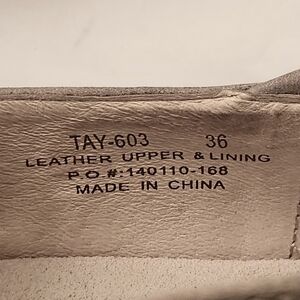 TAY-603 36
LEATHER UPPER & LINING
P.O#:140110-168
MADE IN CHINA